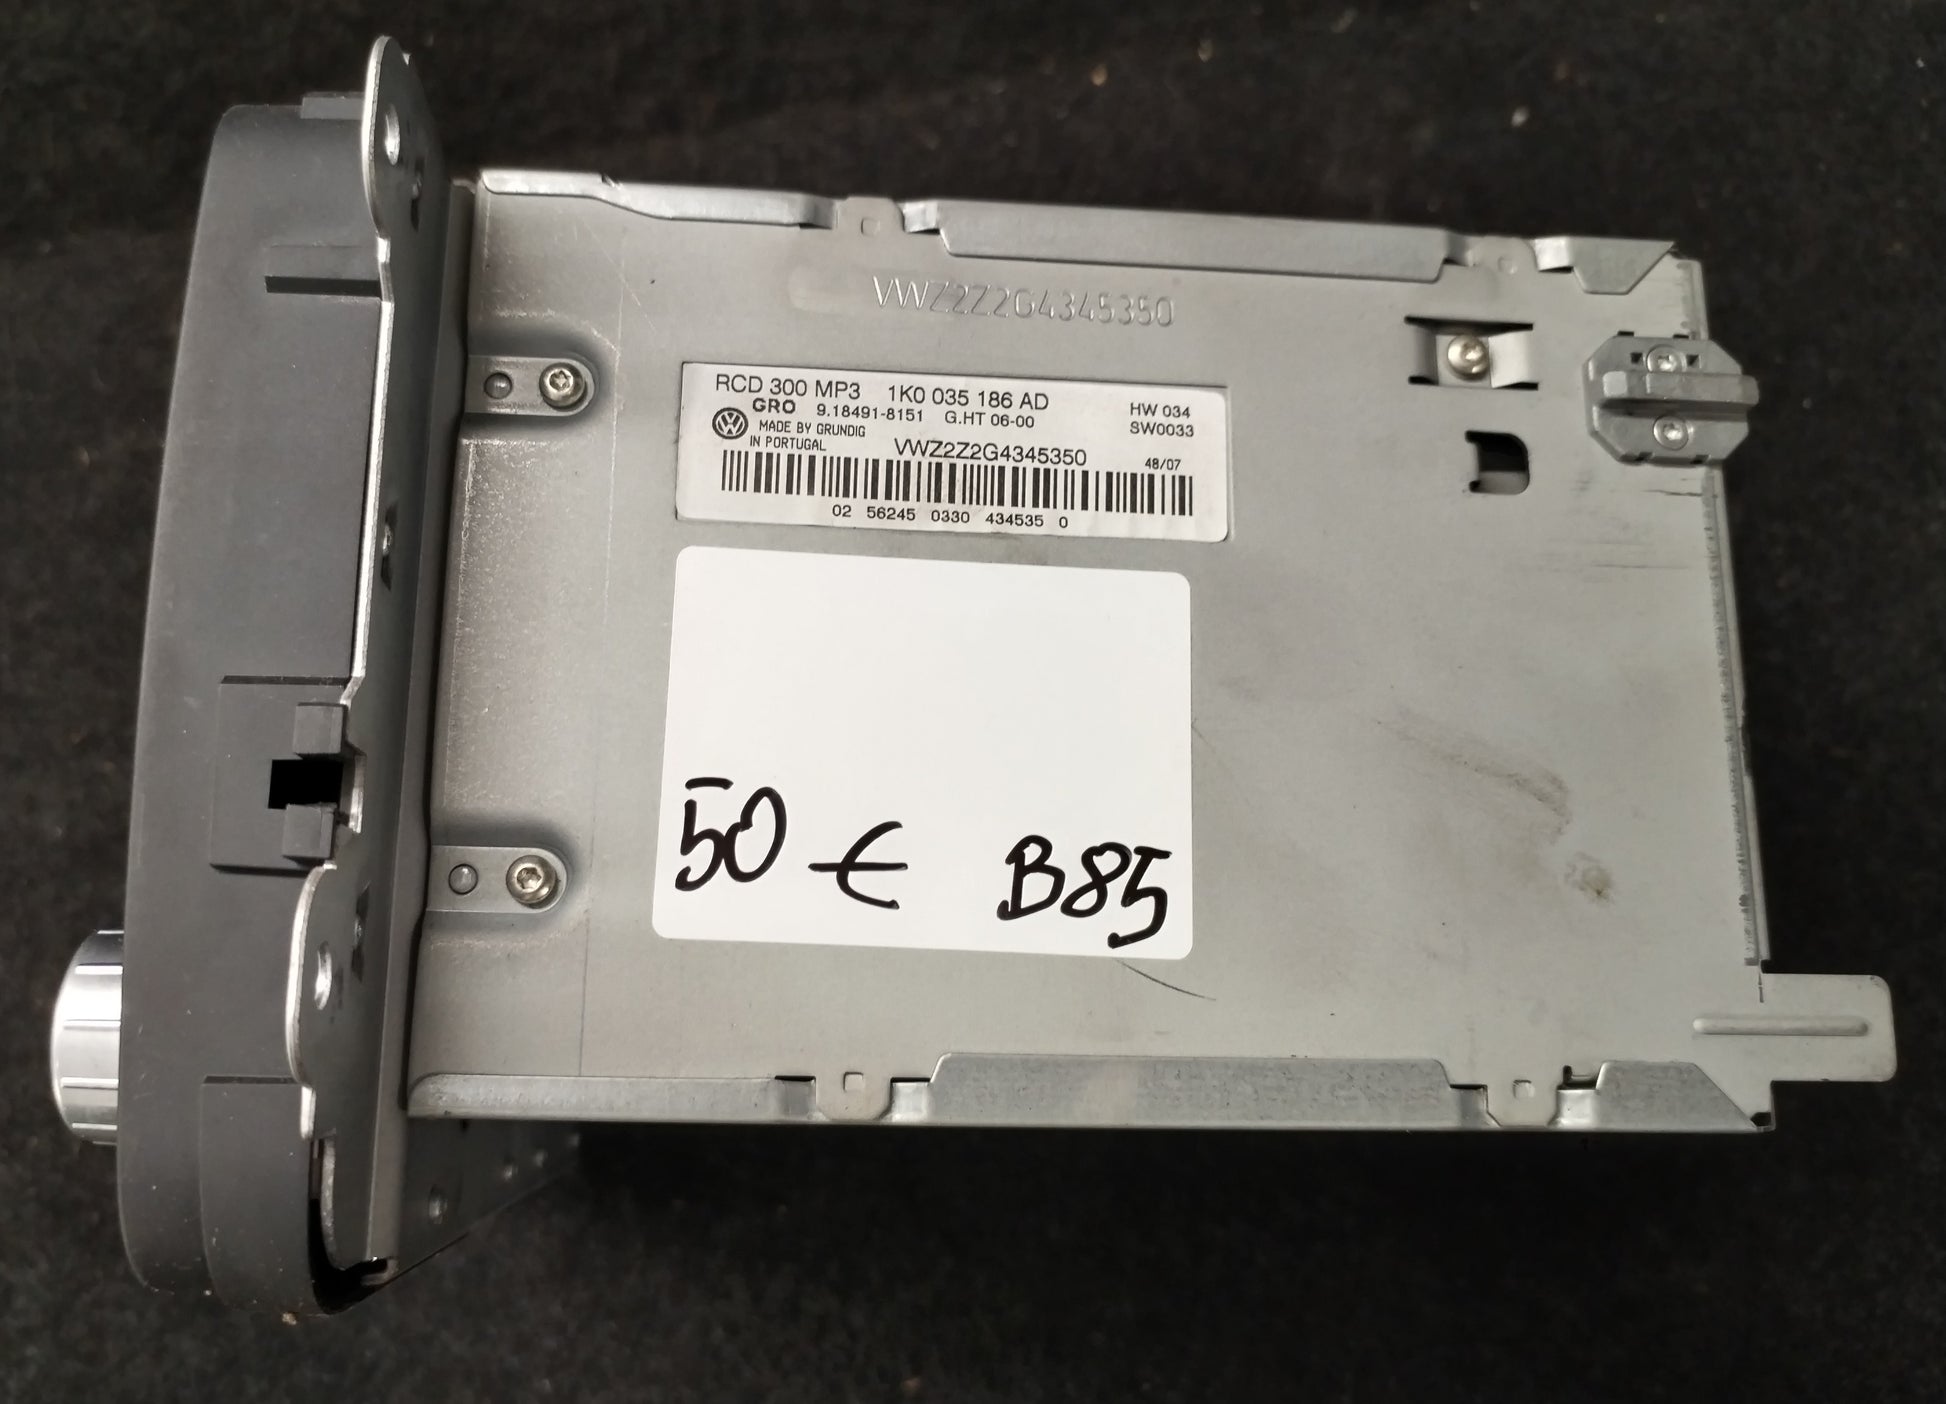 VWZ2Z2G4345350
RCD 300 MP3 1K0 035 186 AD
GRO 9.18491-8151 G.HT 06-00 HW 034
MADE BY GRUNDIG SW0033
IN PORTUGAL VWZ2Z2G4345350 48/07
02 56245 0330 434535 0
50 € B85